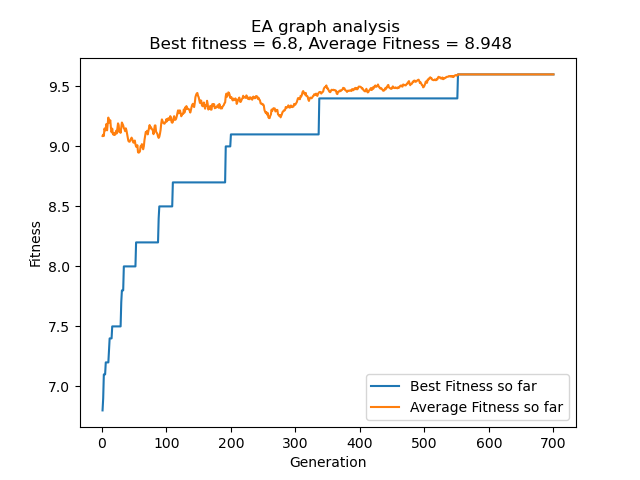 EA graph analysis
Best fitness = 6.8, Average Fitness = 8.948
9.5
9.0
8.5
8.0
7.5
7.0
Fitness
Best Fitness so far
Average Fitness so far
0 100 200 300 400 500 600 700
Generation